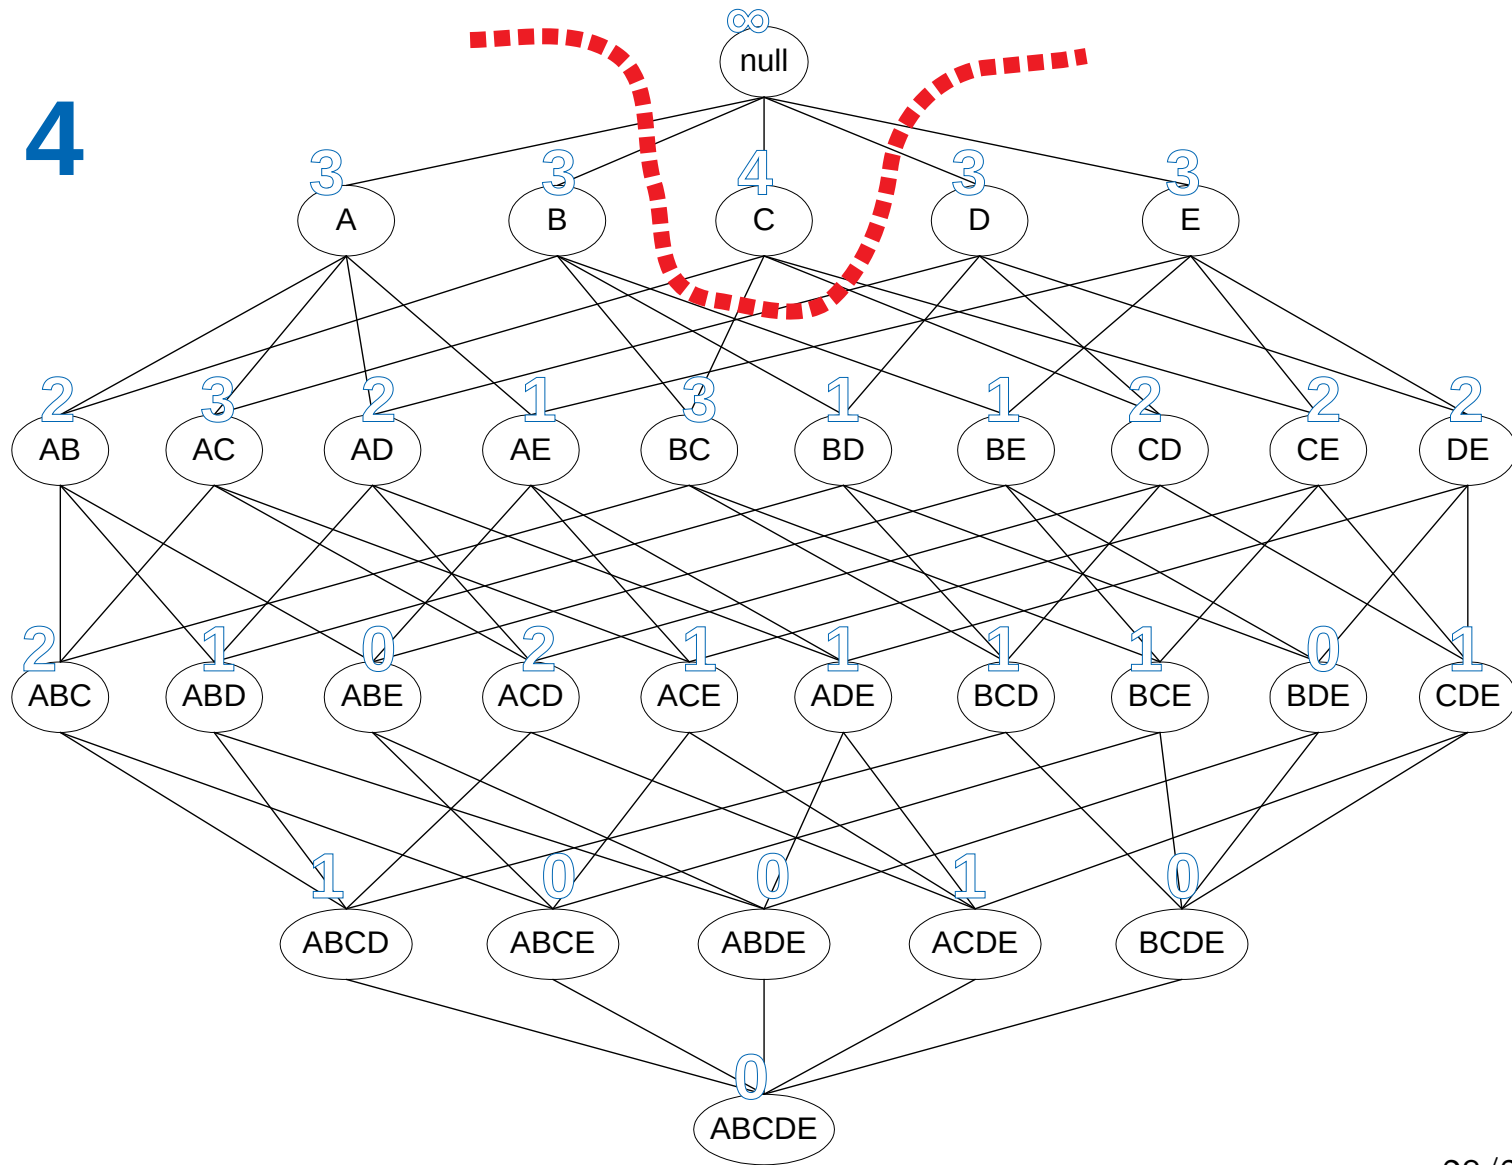 ∞
null
4
3 3 4 3 3
A B C D E
2 3 2 1 3 1 1 2 2 2
AB AC AD AE BC BD BE CD CE DE
2 1 0 2 1 1 1 1 0 1
ABC ABD ABE ACD ACE ADE BCD BCE BDE CDE
1 0 0 1 0
ABCD ABCE ABDE ACDE BCDE
0
ABCDE